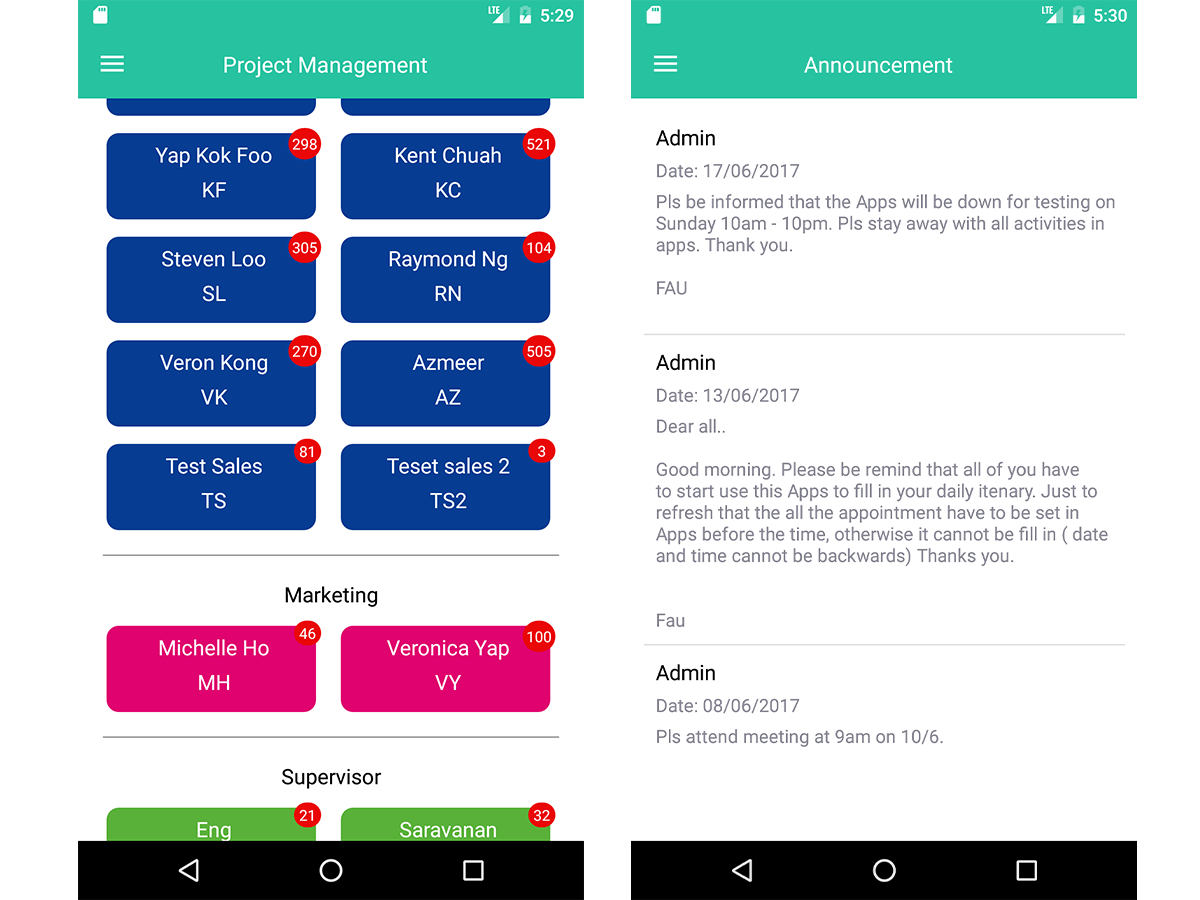 LTE 5:29
Project Management
Yap Kok Foo 298
KF
Kent Chuah 521
KC
Steven Loo 305
SL
Raymond Ng 104
RN
Veron Kong 270
VK
Azmeer 505
AZ
Test Sales 81
TS
Teset sales 2 3
TS2
Marketing
Michelle Ho 46
MH
Veronica Yap 100
VY
Supervisor
Eng 21
Saravanan 32
LTE 5:30
Announcement
Admin
Date: 17/06/2017
Pls be informed that the Apps will be down for testing on
Sunday 10am - 10pm. Pls stay away with all activities in
apps. Thank you.
FAU
Admin
Date: 13/06/2017
Dear all..
Good morning. Please be remind that all of you have
to start use this Apps to fill in your daily itenary. Just to
refresh that the all the appointment have to be set in
Apps before the time, otherwise it cannot be fill in ( date
and time cannot be backwards) Thanks you.
Fau
Admin
Date: 08/06/2017
Pls attend meeting at 9am on 10/6.